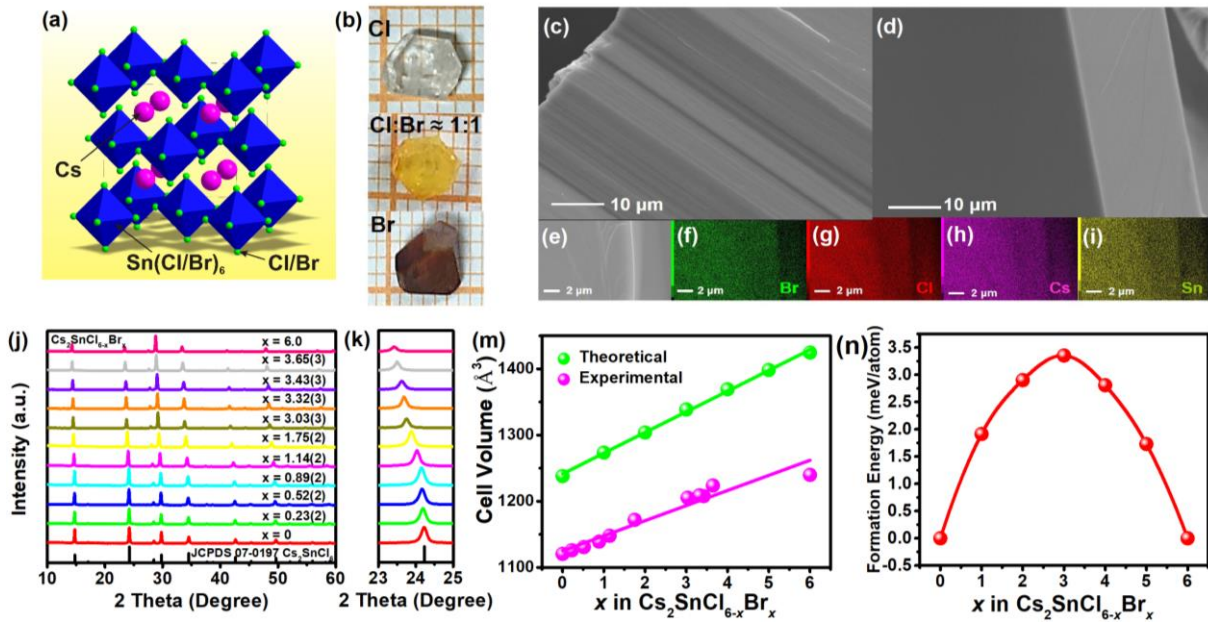 (a)
Cs
Sn(Cl/Br)₆
Cl/Br
(b)
Cl
Cl:Br ≈ 1:1
Br
(c)
10 μm
(d)
10 μm
(e)
2 μm
(f)
2 μm
Br
(g)
2 μm
Cl
(h)
2 μm
Cs
(i)
2 μm
Sn
(j)
Intensity (a.u.)
x = 6.0
x = 3.65(3)
x = 3.43(3)
x = 3.32(3)
x = 3.03(3)
x = 1.75(2)
x = 1.14(2)
x = 0.89(2)
x = 0.52(2)
x = 0.23(2)
x = 0
10 20 30 40 50 60
2 Theta (Degree)
(k)
23 24 25
2 Theta (Degree)
(m)
Cell Volume (Å³)
1400
1300
1200
1100
Theoretical
Experimental
0 1 2 3 4 5 6
x in Cs₂SnCl₆₋ₓBrₓ
(n)
Formation Energy (meV/atom)
4.0
3.5
3.0
2.5
2.0
1.5
1.0
0.5
0.0
-0.5
0 1 2 3 4 5 6
x in Cs₂SnCl₆₋ₓBrₓ